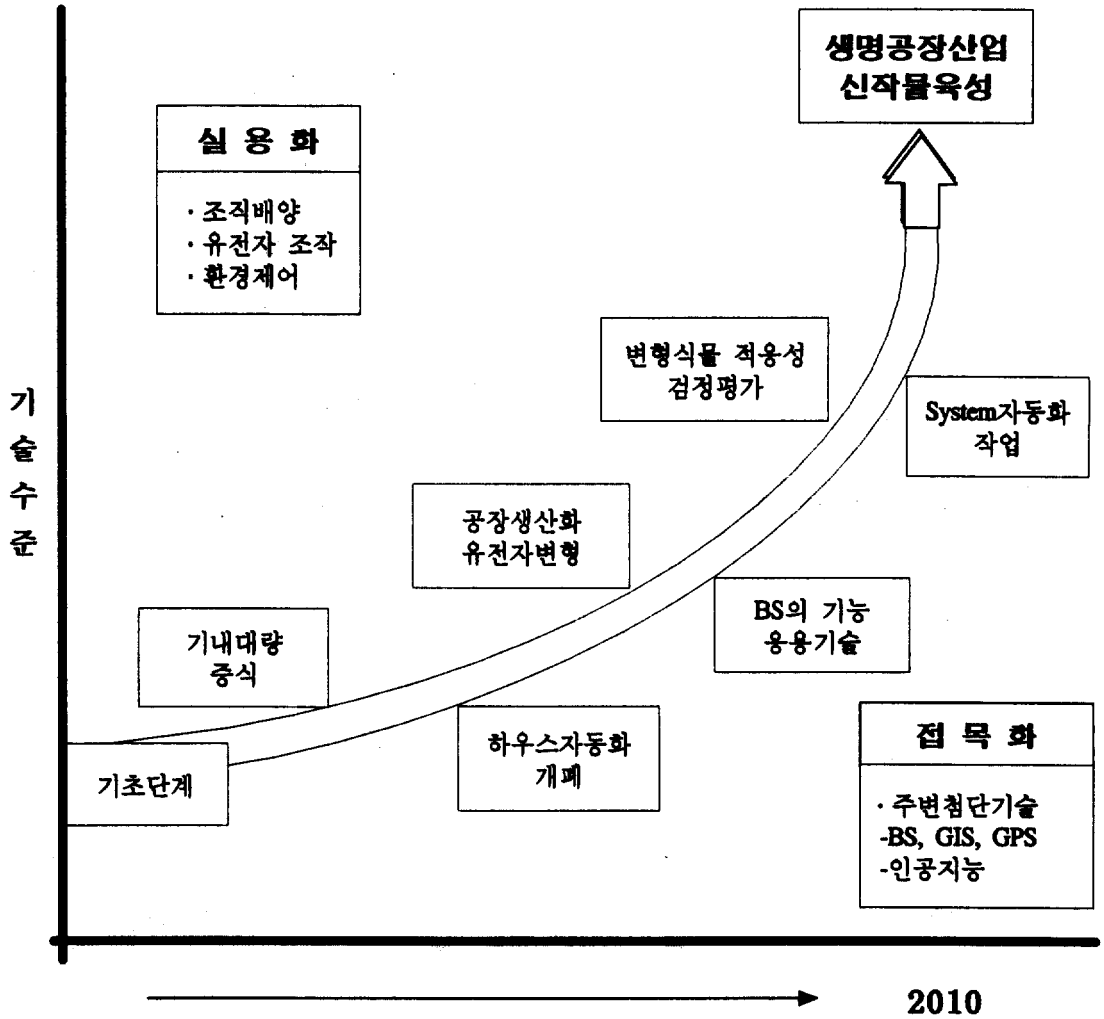 생명공장산업
신작물육성
실 용 화
· 조직배양
· 유전자 조작
· 환경제어
변형식물 적용성
검정평가
System자동화
작업
기
술
수
준
공장생산화
유전자변형
BS의 기능
응용기술
기내대량
증식
하우스자동화
개폐
기초단계
접 목 화
· 주변첨단기술
-BS, GIS, GPS
-인공지능
2010